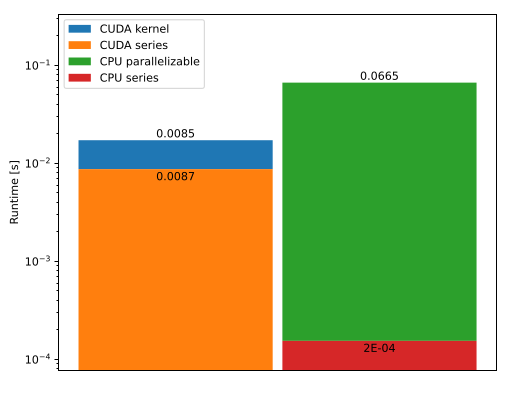 CUDA kernel
CUDA series
CPU parallelizable
CPU series
Runtime [s]
10⁻¹
10⁻²
10⁻³
10⁻⁴
0.0085
0.0087
0.0665
2E-04